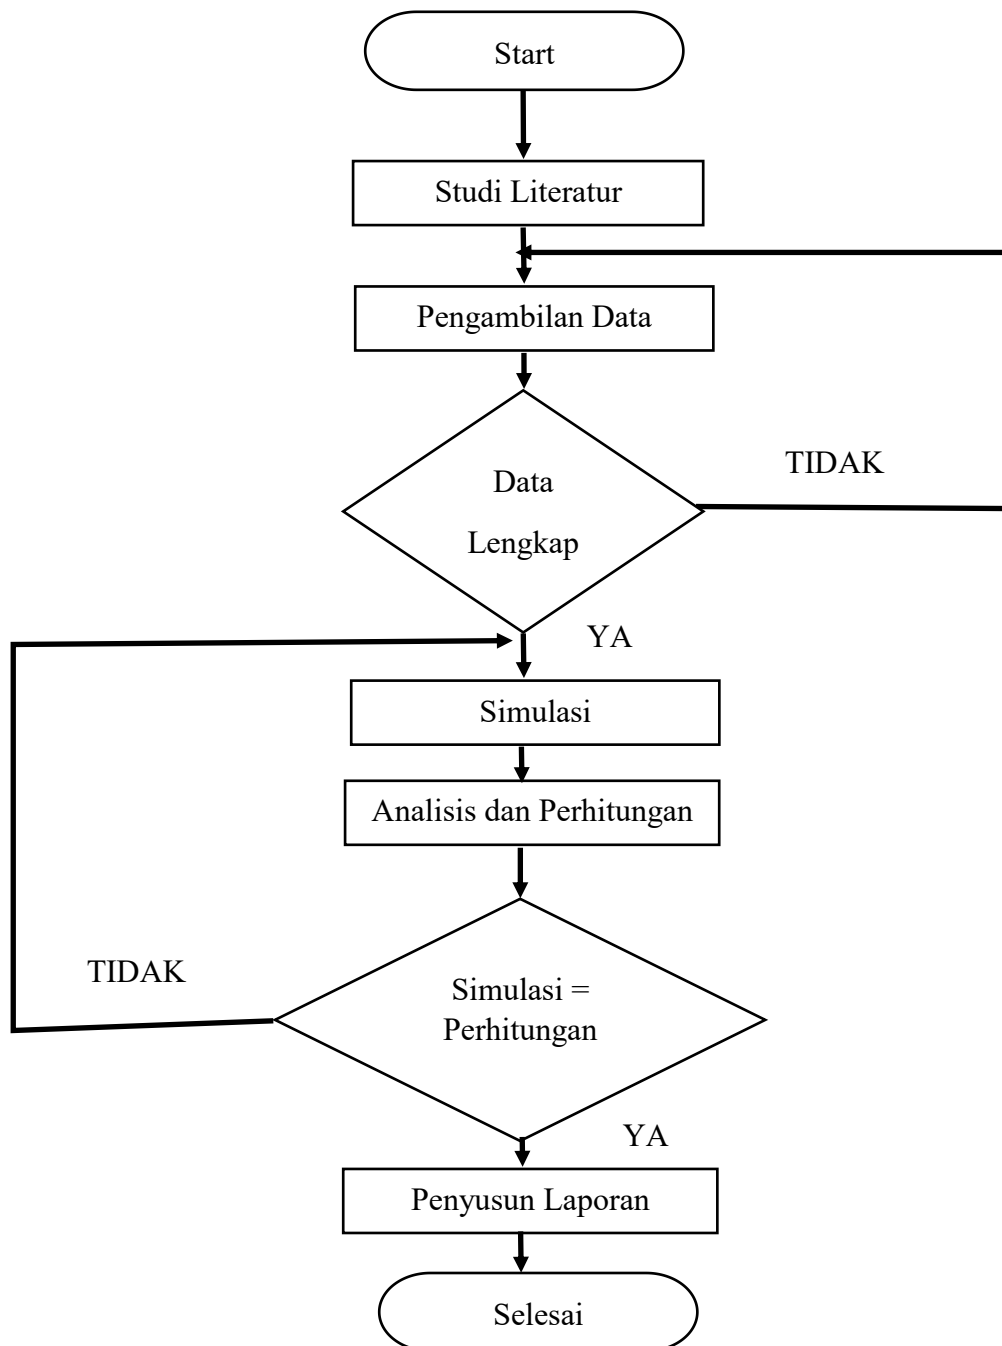 Start
Studi Literatur
Pengambilan Data
Data
Lengkap
TIDAK
YA
Simulasi
Analisis dan Perhitungan
Simulasi =
Perhitungan
TIDAK
YA
Penyusun Laporan
Selesai